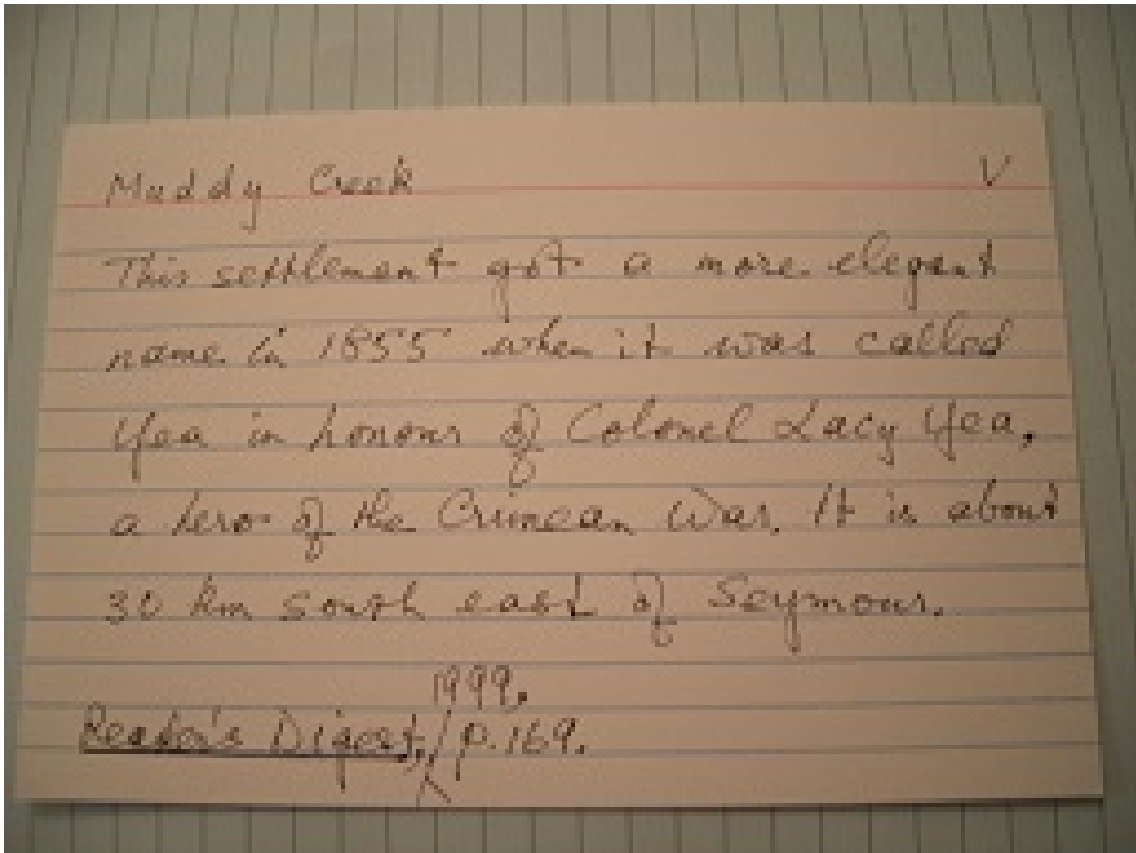 Muddy Creek V
This settlement got a more elegant
name in 1855 when it was called
Yea in honour of Colonel Lacy Yea,
a hero of the Crimean War. It is about
30 km south east of Seymour.
1999.
Reader's Digest, p.169.